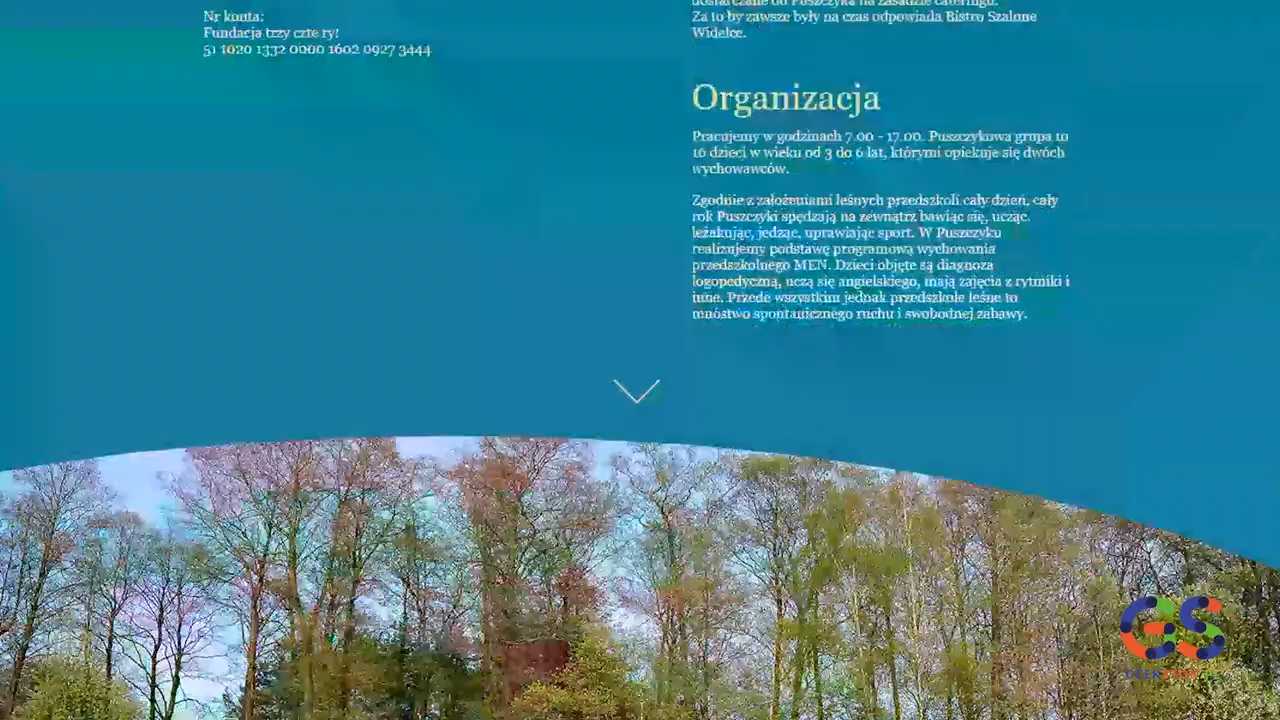 Nr konta:
Fundacja trzy czte ry!
51 1020 1332 0000 1602 0927 3444
dostarczane do Puszczyka na zasadzie cateringu.
Za to by zawsze były na czas odpowiada Bistro Szalone
Widelce.
Organizacja
Pracujemy w godzinach 7.00 - 17.00. Puszczykowa grupa to
16 dzieci w wieku od 3 do 6 lat, którymi opiekuje się dwóch
wychowawców.
Zgodnie z założeniami leśnych przedszkoli cały dzień, cały
rok Puszczyki spędzają na zewnątrz bawiąc się, ucząc.
leżakując, jedząc, uprawiając sport. W Puszczyku
realizujemy podstawę programową wychowania
przedszkolnego MEN. Dzieci objęte są diagnoza
logopedyczną, uczą się angielskiego, mają zajęcia z rytmiki i
inne. Przede wszystkim jednak przedszkole leśne to
mnóstwo spontanicznego ruchu i swobodnej zabawy.
GS